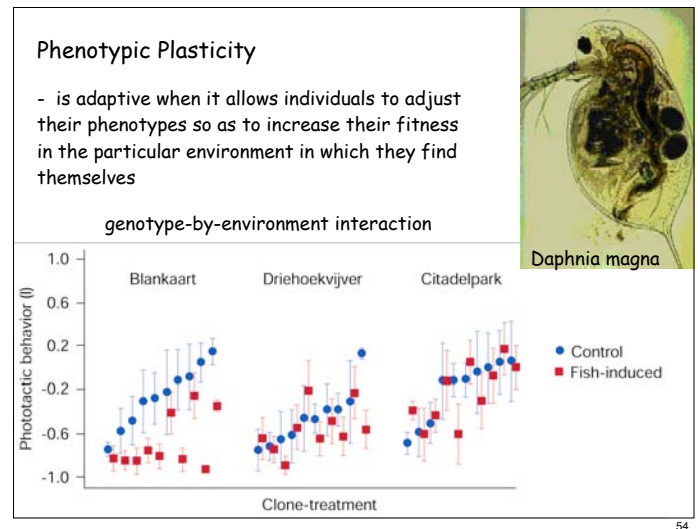 Phenotypic Plasticity
- is adaptive when it allows individuals to adjust
their phenotypes so as to increase their fitness
in the particular environment in which they find
themselves
genotype-by-environment interaction
Daphnia magna
1.0
0.6
0.2
-0.2
-0.6
-1.0
Phototactic behavior (I)
Blankaart
Driehoekvijver
Citadelpark
Control
Fish-induced
Clone-treatment
54